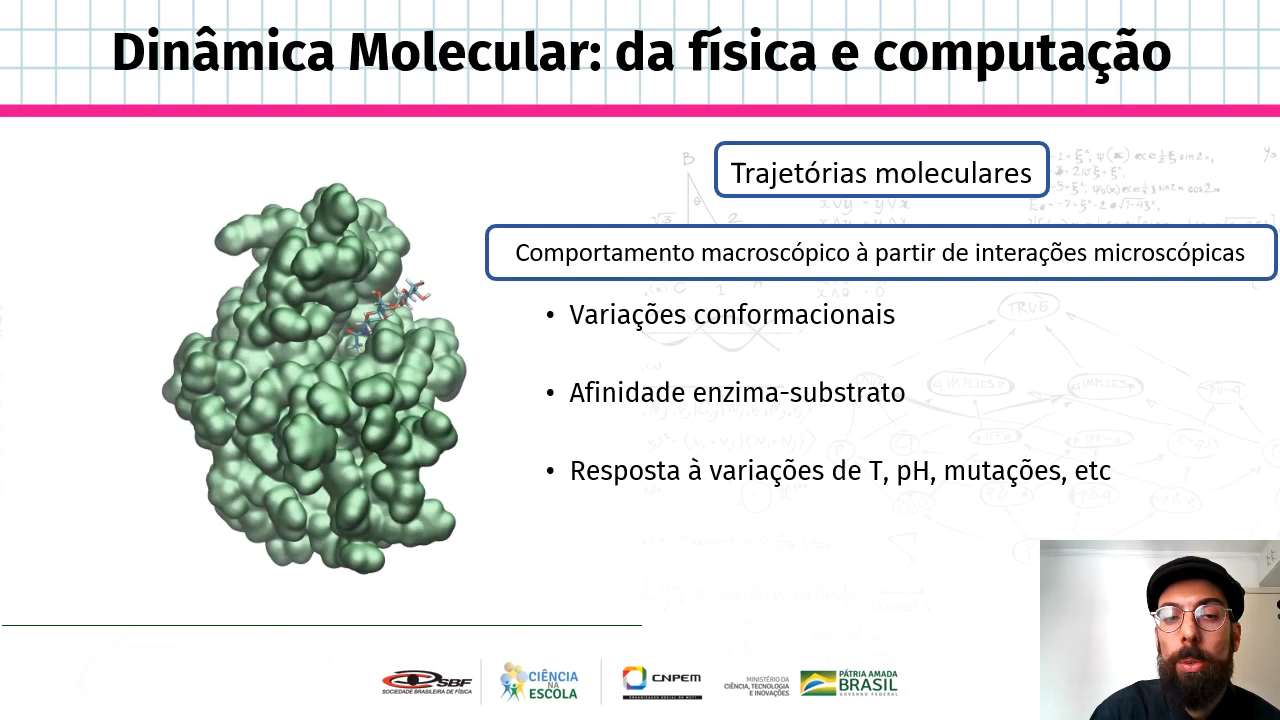 Dinâmica Molecular: da física e computação
Trajetórias moleculares
Comportamento macroscópico à partir de interações microscópicas
• Variações conformacionais
• Afinidade enzima-substrato
• Resposta à variações de T, pH, mutações, etc
TRUE
SBF
SOCIEDADE BRASILEIRA DE FÍSICA
CIÊNCIA
NA
ESCOLA
CNPEM
MINISTÉRIO DA
CIÊNCIA, TECNOLOGIA
E INOVAÇÕES
PÁTRIA AMADA
BRASIL
GOVERNO FEDERAL